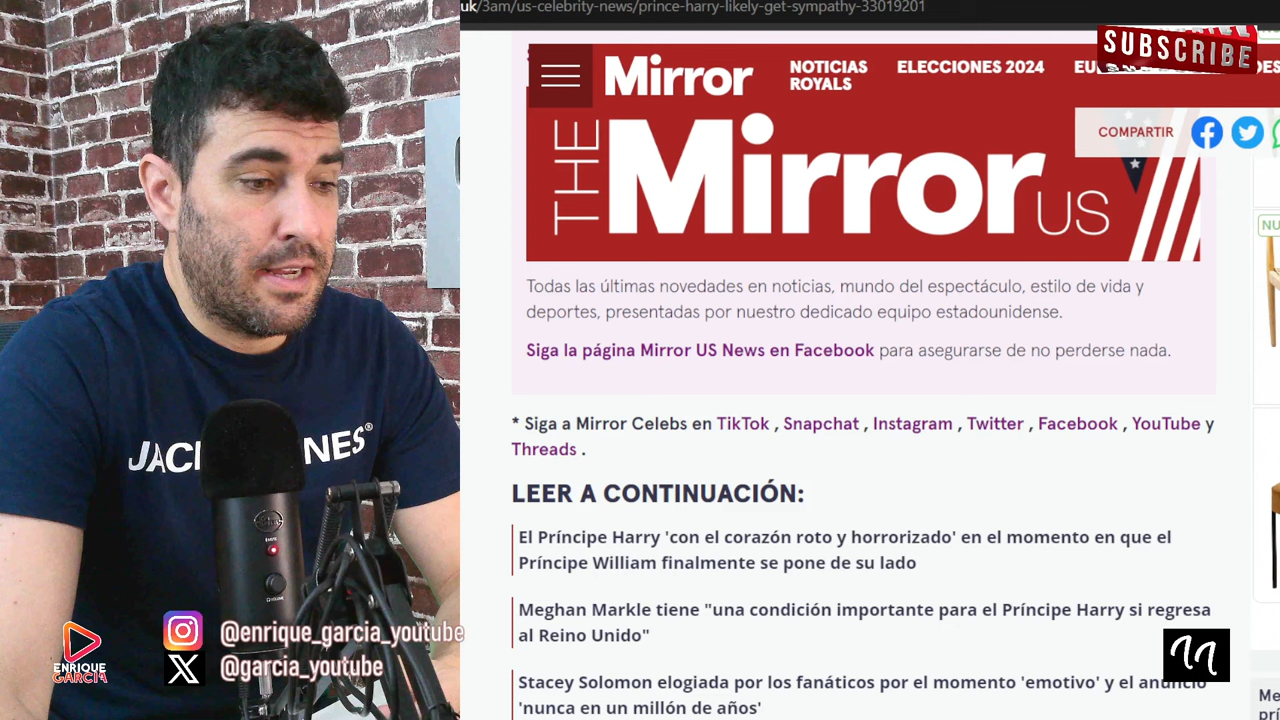 uk/3am/us-celebrity-news/prince-harry-likely-get-sympathy-33019201
SUBSCRIBE
Mirror
NOTICIAS ROYALS
ELECCIONES 2024
COMPARTIR
THE Mirror US
NU
Todas las últimas novedades en noticias, mundo del espectáculo, estilo de vida y
deportes, presentadas por nuestro dedicado equipo estadounidense.
Siga la página Mirror US News en Facebook para asegurarse de no perderse nada.
* Siga a Mirror Celebs en TikTok , Snapchat , Instagram , Twitter , Facebook , YouTube y
Threads .
LEER A CONTINUACIÓN:
El Príncipe Harry 'con el corazón roto y horrorizado' en el momento en que el
Príncipe William finalmente se pone de su lado
Meghan Markle tiene "una condición importante para el Príncipe Harry si regresa
al Reino Unido"
Stacey Solomon elogiada por los fanáticos por el momento 'emotivo' y el anuncio
'nunca en un millón de años'
Me
prí
JACK NES®
@enrique_garcia_youtube
@garcia_youtube
ENRIQUE
GARCIA